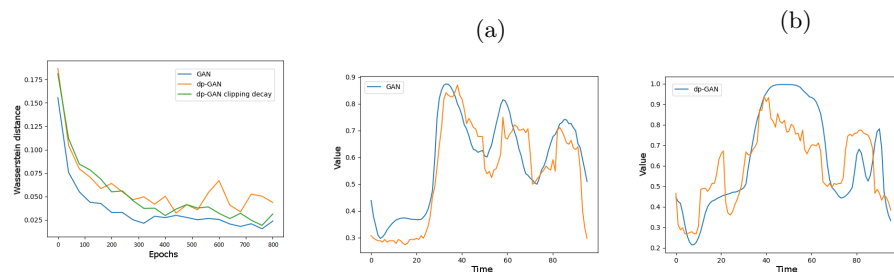 (a)
(b)
GAN
dp-GAN
dp-GAN clipping decay
Wasserstein distance
0.175
0.150
0.125
0.100
0.075
0.050
0.025
0 100 200 300 400 500 600 700 800
Epochs
GAN
Value
0.9
0.8
0.7
0.6
0.5
0.4
0.3
0 20 40 60 80
Time
dp-GAN
Value
1.0
0.9
0.8
0.7
0.6
0.5
0.4
0.3
0.2
0 20 40 60 80
Time